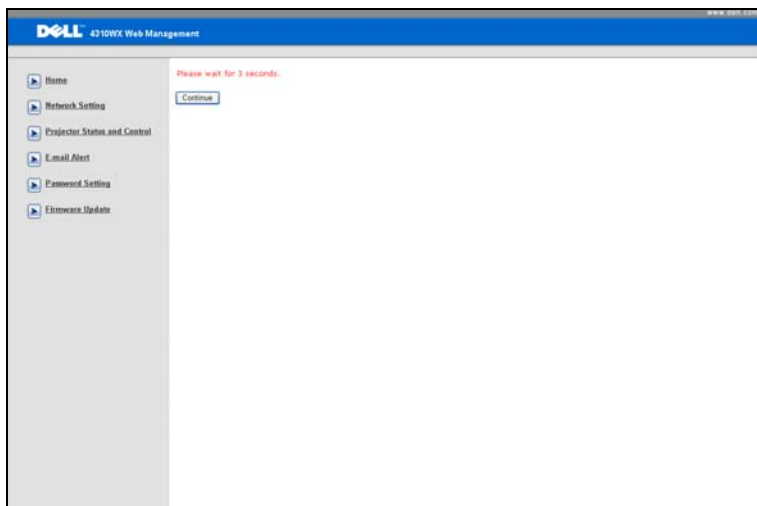 www.dell.com
DELL™ 4310WX Web Management
Home
Network Setting
Projector Status and Control
E-mail Alert
Password Setting
Firmware Update
Please wait for 3 seconds.
Continue